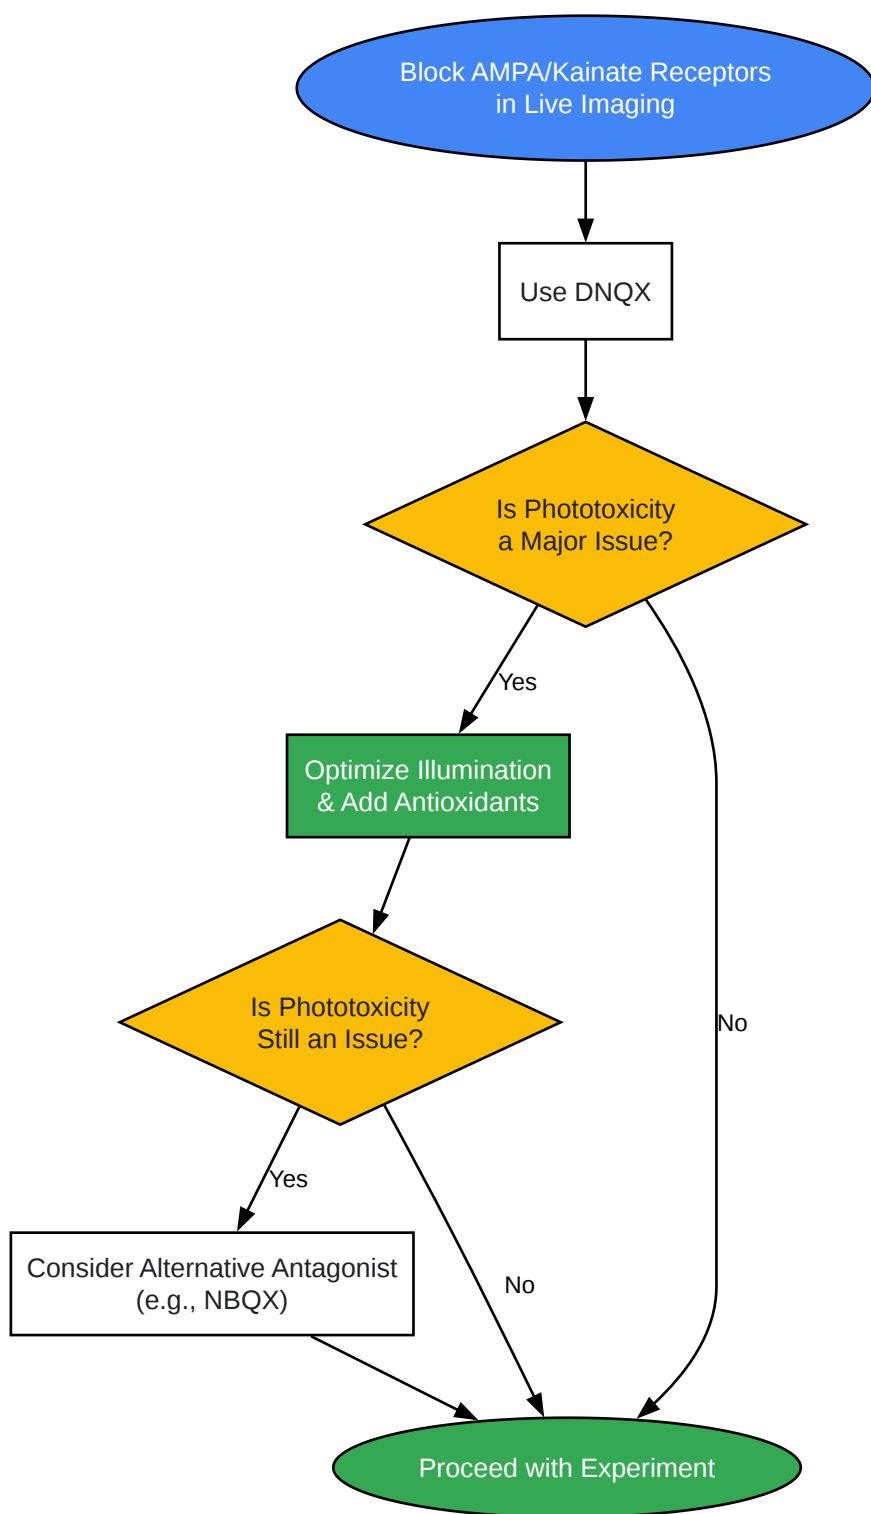 Block AMPA/Kainate Receptors
in Live Imaging
Use DNQX
Is Phototoxicity
a Major Issue?
Yes
Optimize Illumination
& Add Antioxidants
Is Phototoxicity
Still an Issue?
No
Yes
Consider Alternative Antagonist
(e.g., NBQX)
No
Proceed with Experiment